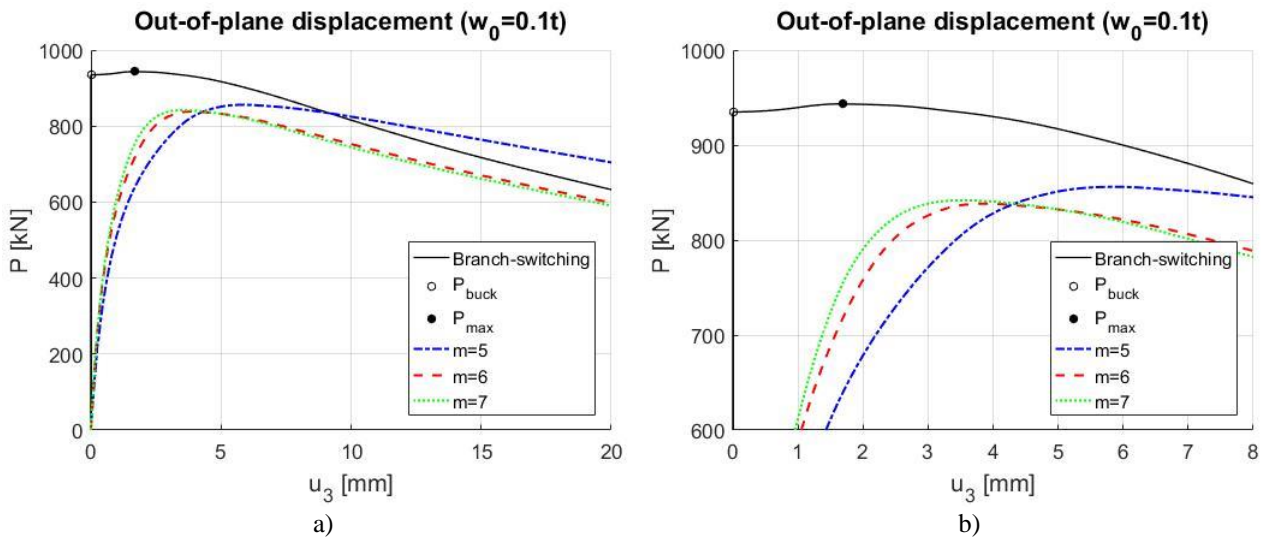 Out-of-plane displacement (w0=0.1t)
1000
800
600
400
200
0
P [kN]
0 5 10 15 20
u3 [mm]
Branch-switching
Pbuck
Pmax
m=5
m=6
m=7
a)
Out-of-plane displacement (w0=0.1t)
1000
900
800
700
600
P [kN]
0 1 2 3 4 5 6 7 8
u3 [mm]
Branch-switching
Pbuck
Pmax
m=5
m=6
m=7
b)